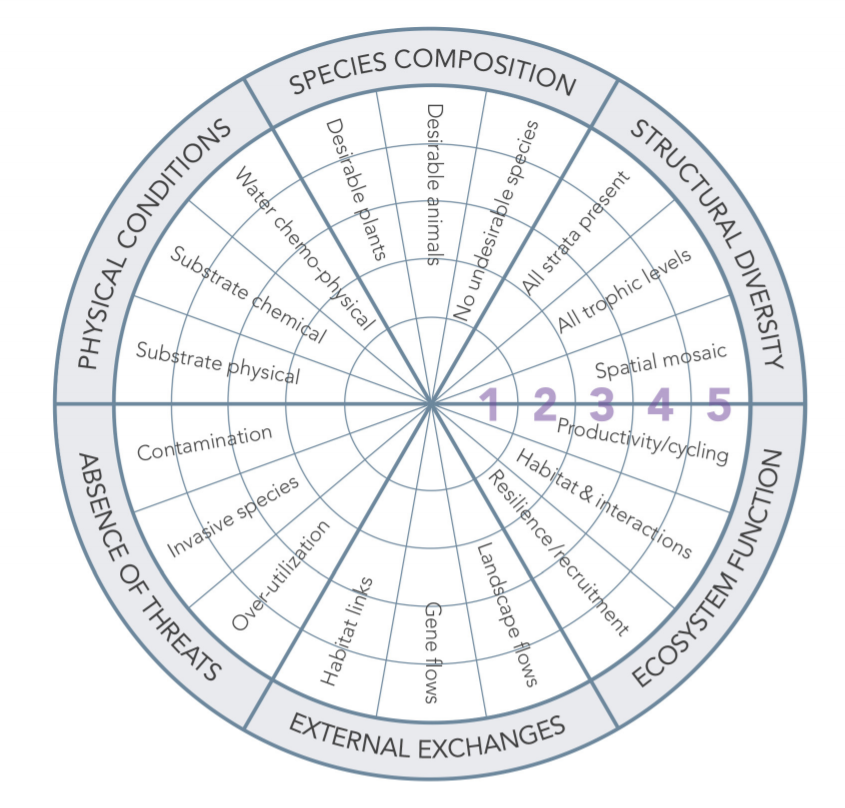 SPECIES COMPOSITION
Desirable plants
Desirable animals
No undesirable species
STRUCTURAL DIVERSITY
All strata present
All trophic levels
Spatial mosaic
1 2 3 4 5
ECOSYSTEM FUNCTION
Productivity/cycling
Habitat & interactions
Resilience/recruitment
EXTERNAL EXCHANGES
Landscape flows
Gene flows
Habitat links
ABSENCE OF THREATS
Over-utilization
Invasive species
Contamination
PHYSICAL CONDITIONS
Substrate physical
Substrate chemical
Water chemo-physical